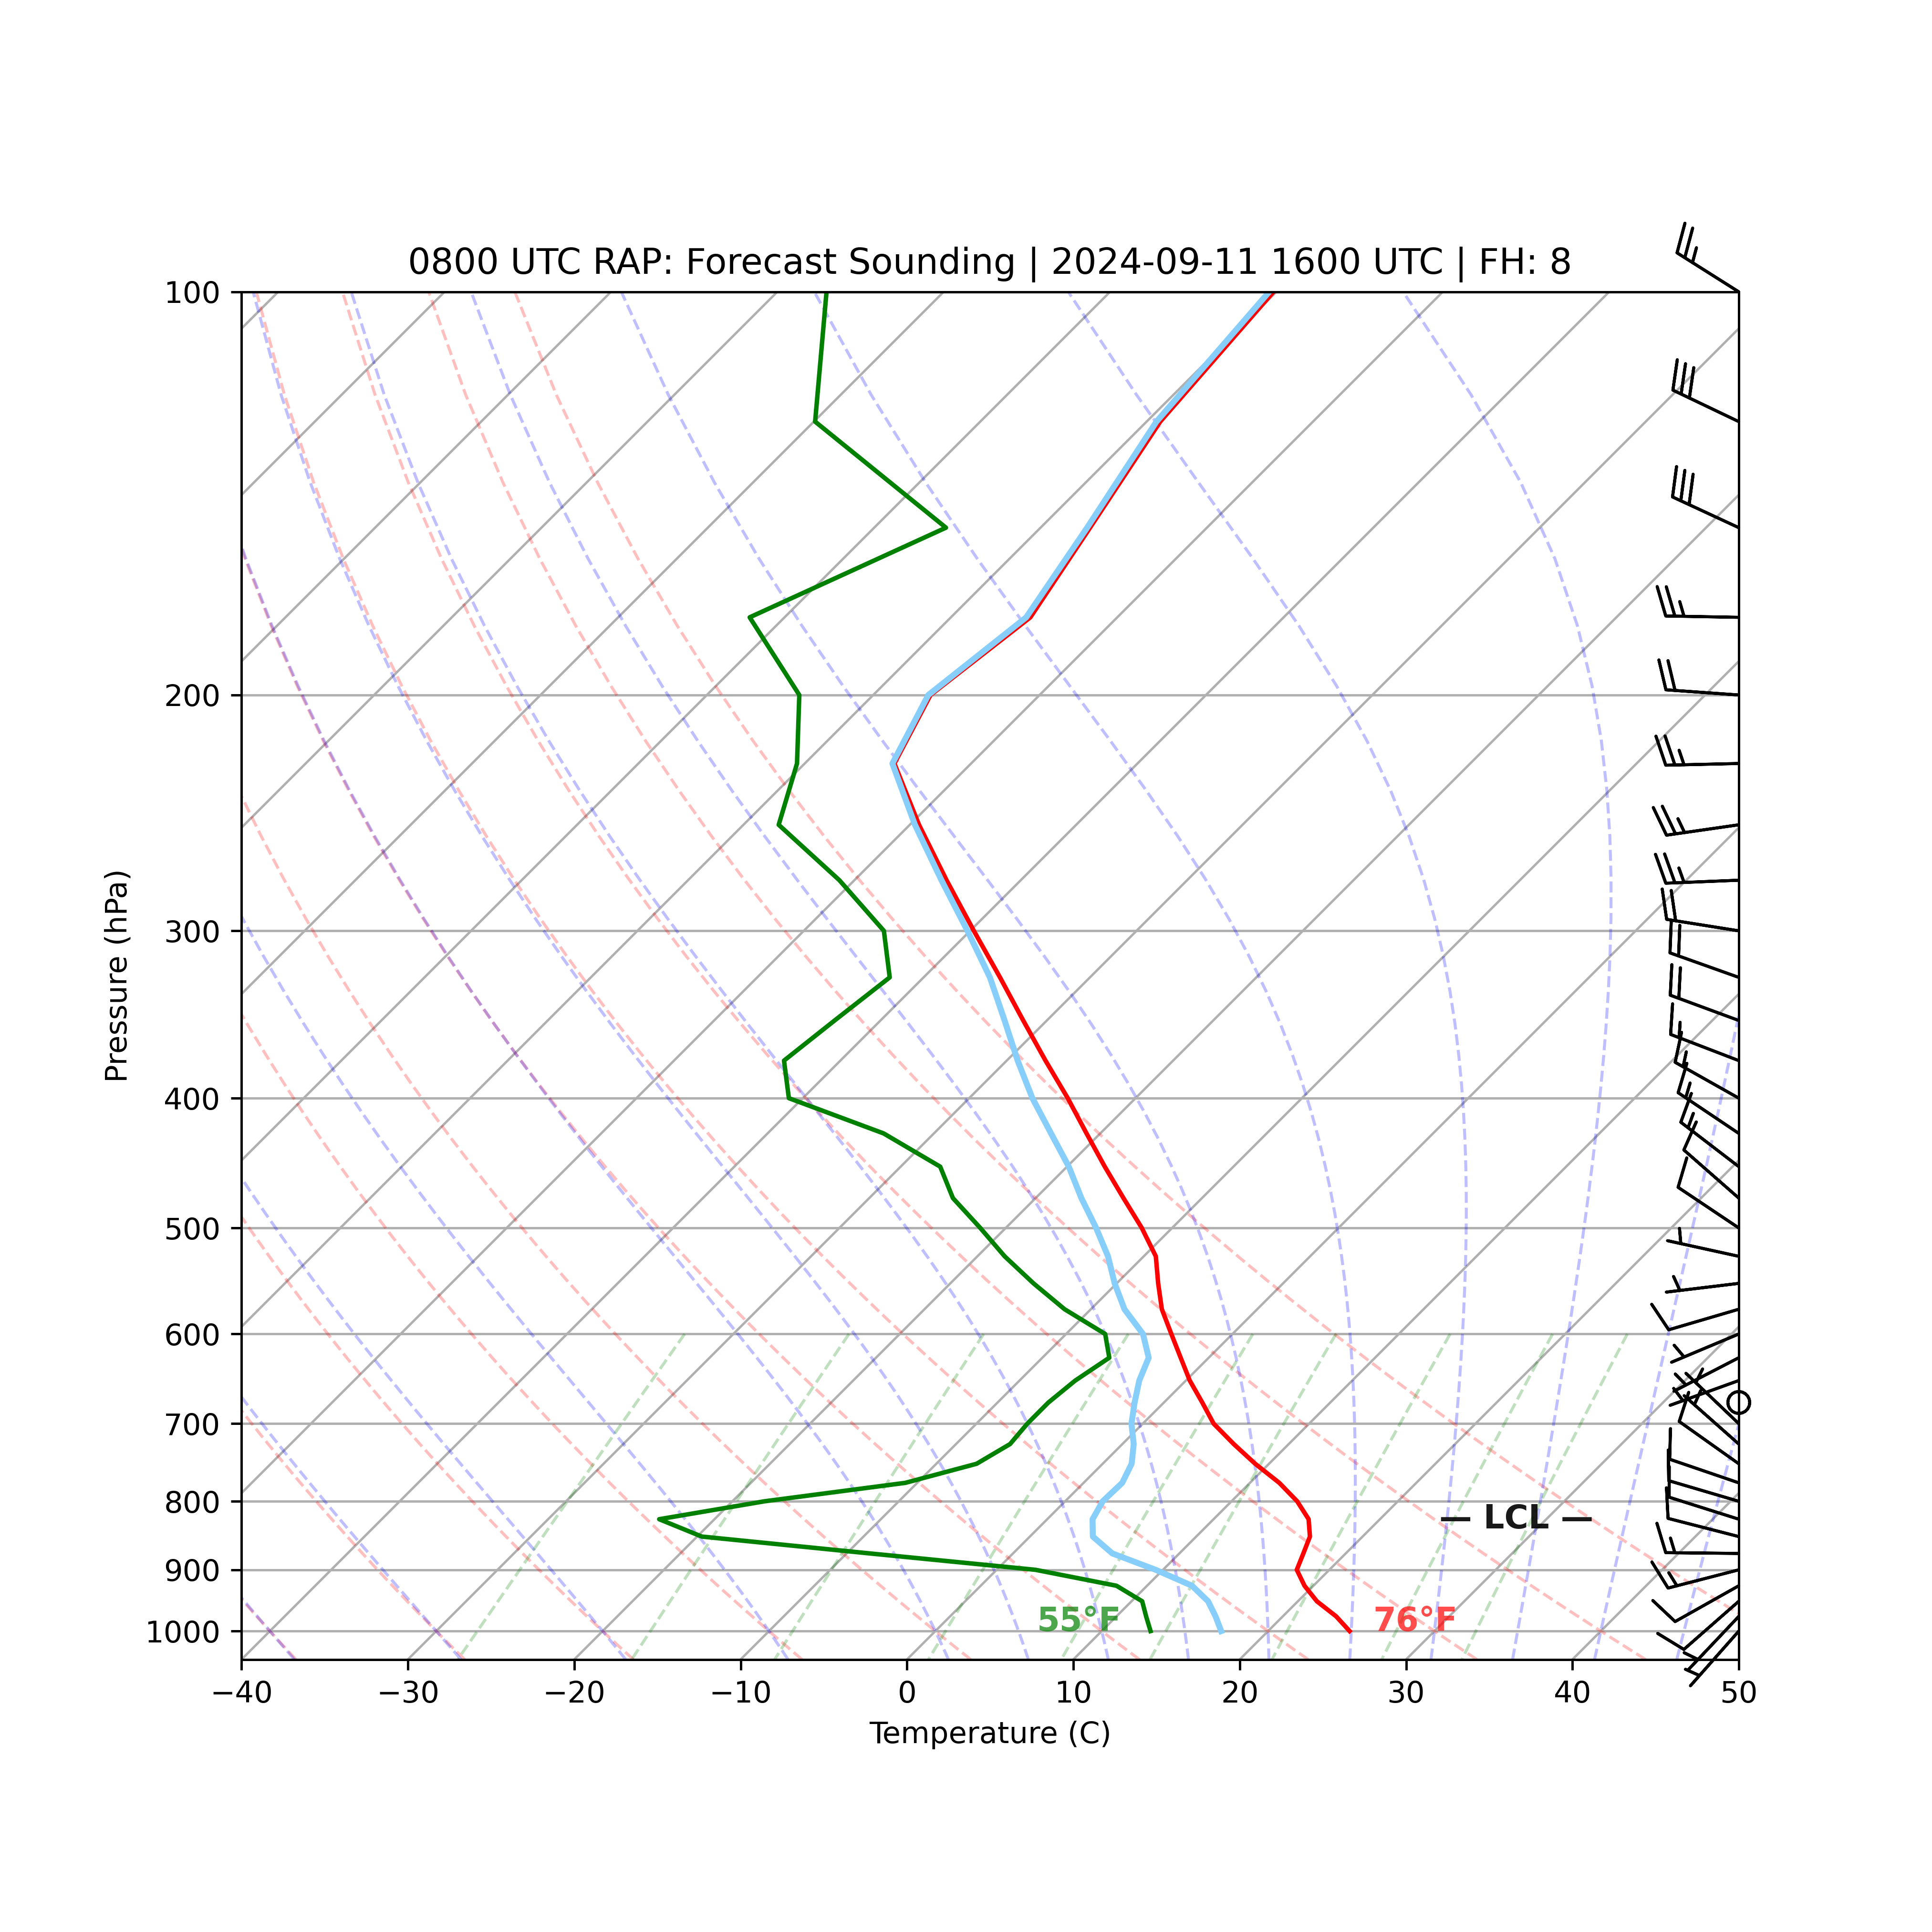 0800 UTC RAP: Forecast Sounding | 2024-09-11 1600 UTC | FH: 8
100
200
300
400
500
600
700
800
900
1000
Pressure (hPa)
— LCL —
55°F
76°F
−40 −30 −20 −10 0 10 20 30 40 50
Temperature (C)